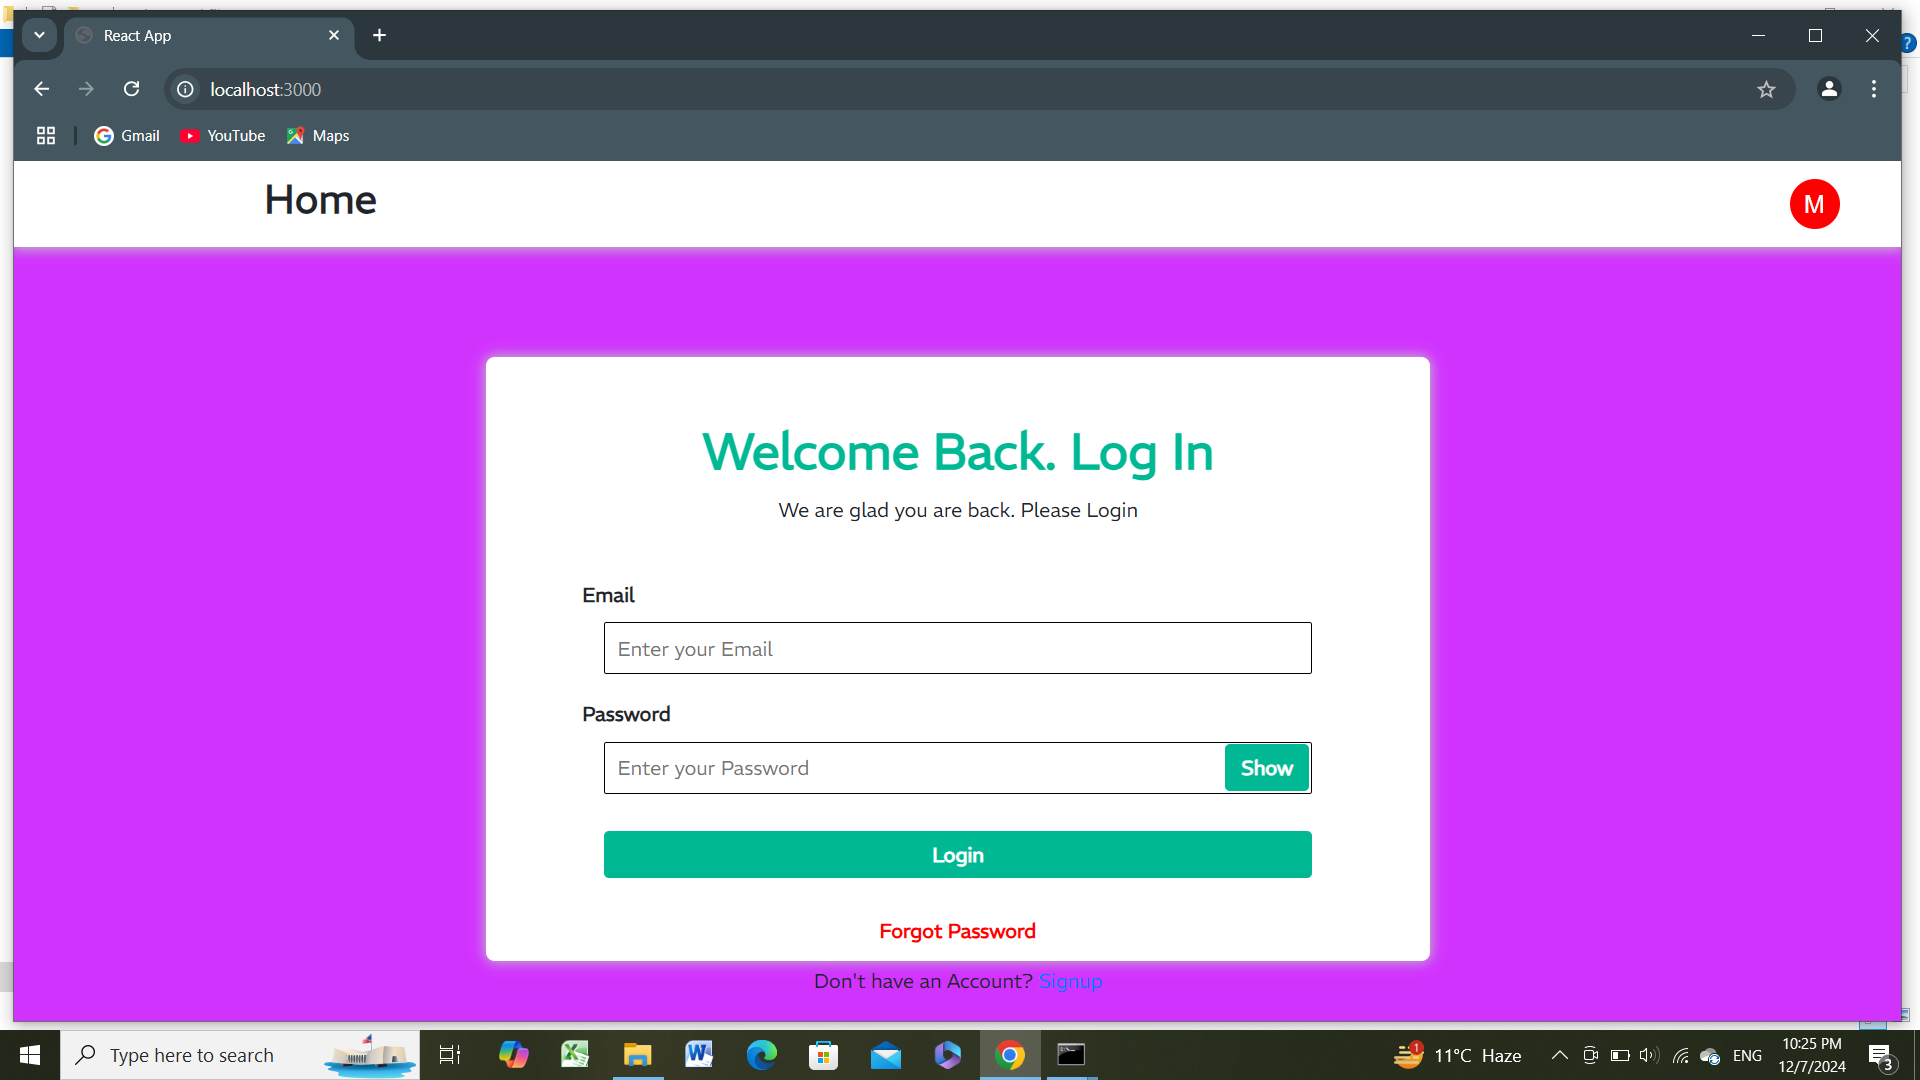 React App
localhost:3000
Gmail
YouTube
Maps
Home
M
Welcome Back. Log In
We are glad you are back. Please Login
Email
Enter your Email
Password
Enter your Password
Show
Login
Forgot Password
Don't have an Account? Signup
Type here to search
1
11°C Haze
ENG
10:25 PM
12/7/2024
3